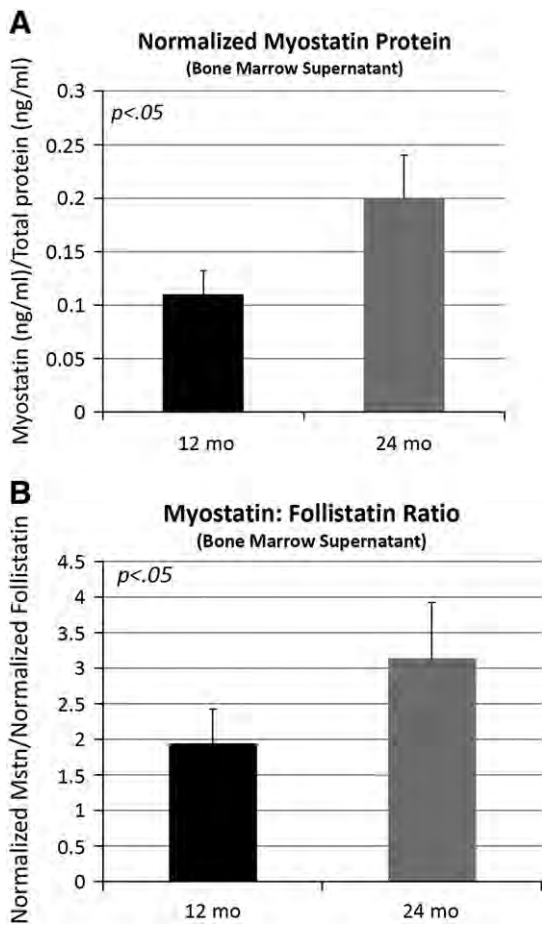 A
Normalized Myostatin Protein
(Bone Marrow Supernatant)
Myostatin (ng/ml)/Total protein (ng/ml)
p<.05
0.3
0.25
0.2
0.15
0.1
0.05
0
12 mo 24 mo
B
Myostatin: Follistatin Ratio
(Bone Marrow Supernatant)
Normalized Mstn/Normalized Follistatin
p<.05
4.5
4
3.5
3
2.5
2
1.5
1
0.5
0
12 mo 24 mo